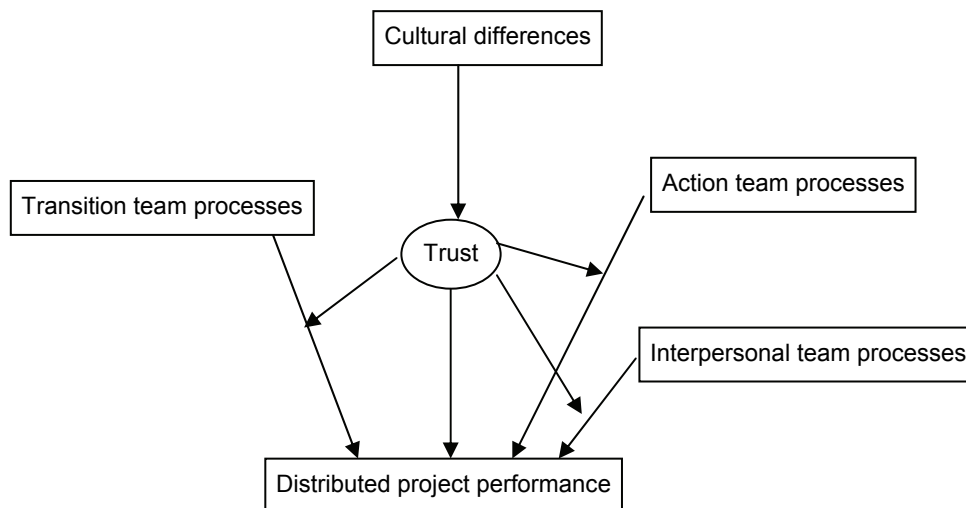 Cultural differences
Action team processes
Transition team processes
Trust
Interpersonal team processes
Distributed project performance